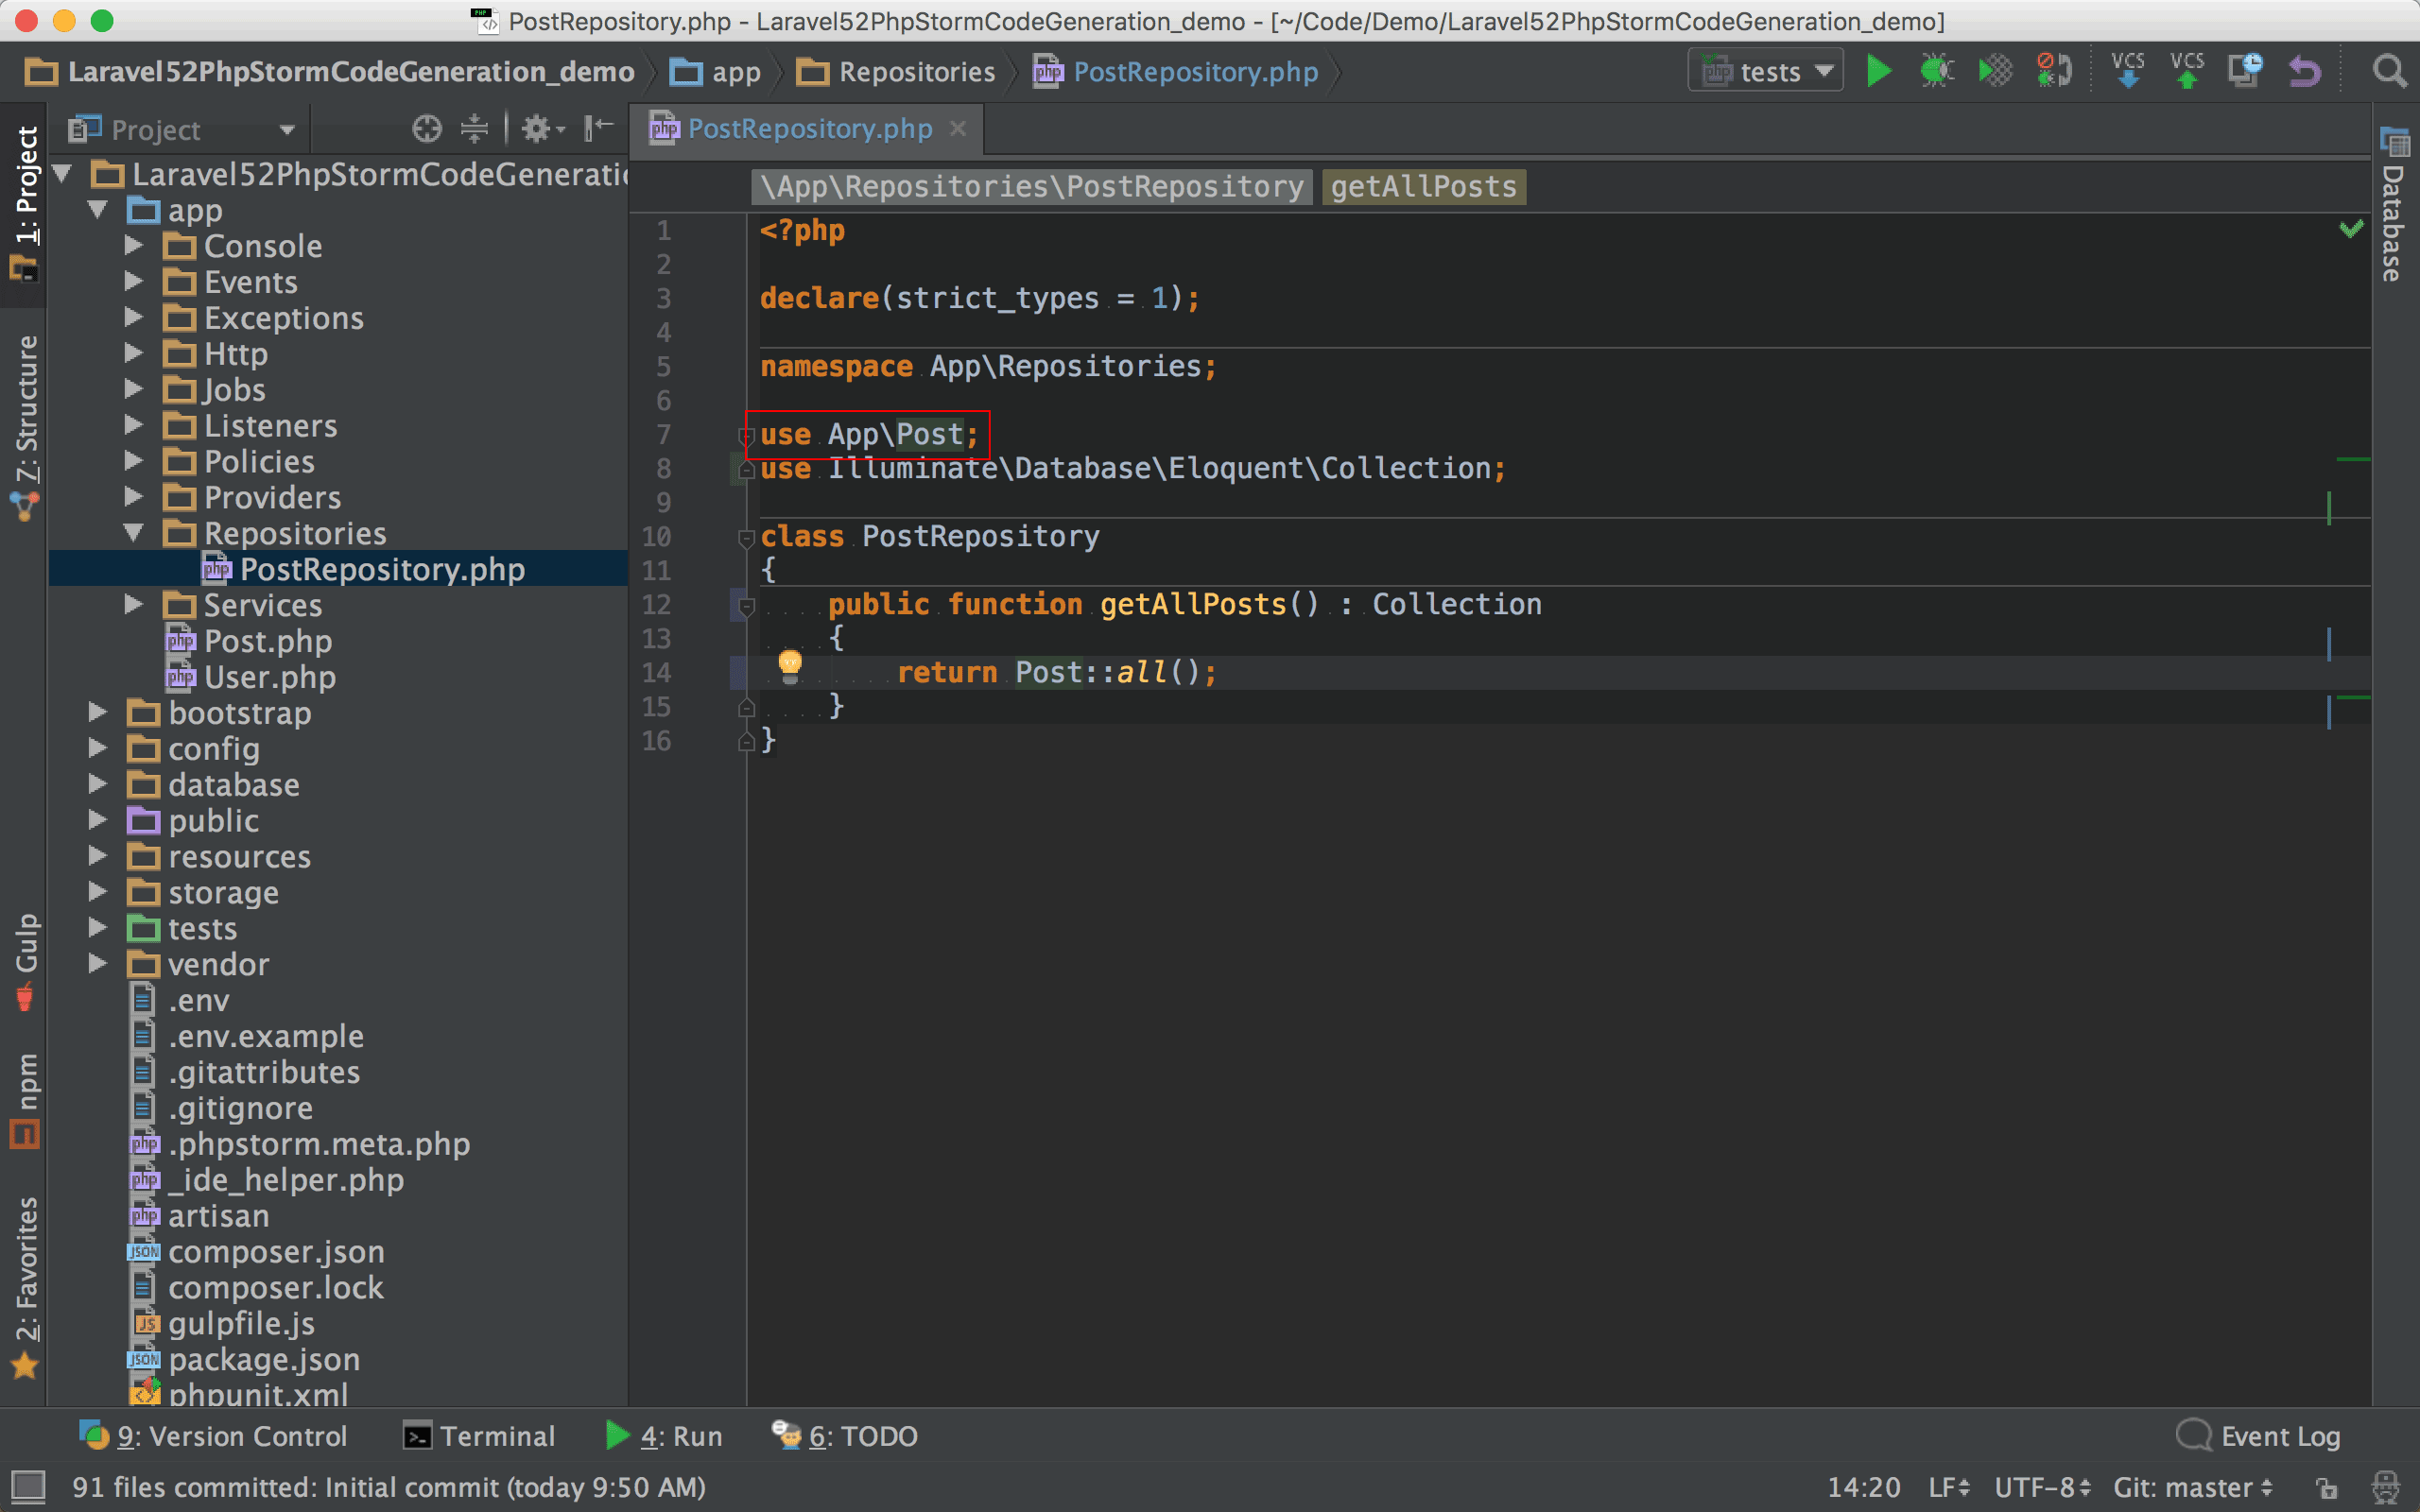 PostRepository.php - Laravel52PhpStormCodeGeneration_demo - [~/Code/Demo/Laravel52PhpStormCodeGeneration_demo]
Laravel52PhpStormCodeGeneration_demo app Repositories PostRepository.php tests VCS VCS
Project
PostRepository.php
\App\Repositories\PostRepository getAllPosts
1: Project
Z: Structure
Gulp
npm
2: Favorites
Laravel52PhpStormCodeGeneratio
app
Console
Events
Exceptions
Http
Jobs
Listeners
Policies
Providers
Repositories
PostRepository.php
Services
Post.php
User.php
bootstrap
config
database
public
resources
storage
tests
vendor
.env
.env.example
.gitattributes
.gitignore
.phpstorm.meta.php
_ide_helper.php
artisan
composer.json
composer.lock
gulpfile.js
package.json
phpunit.xml
1 <?php
2
3 declare(strict_types = 1);
4
5 namespace App\Repositories;
6
7 use App\Post;
8 use Illuminate\Database\Eloquent\Collection;
9
10 class PostRepository
11 {
12 public function getAllPosts() : Collection
13 {
14 return Post::all();
15 }
16 }
Database
9: Version Control Terminal 4: Run 6: TODO Event Log
91 files committed: Initial commit (today 9:50 AM) 14:20 LF UTF-8 Git: master